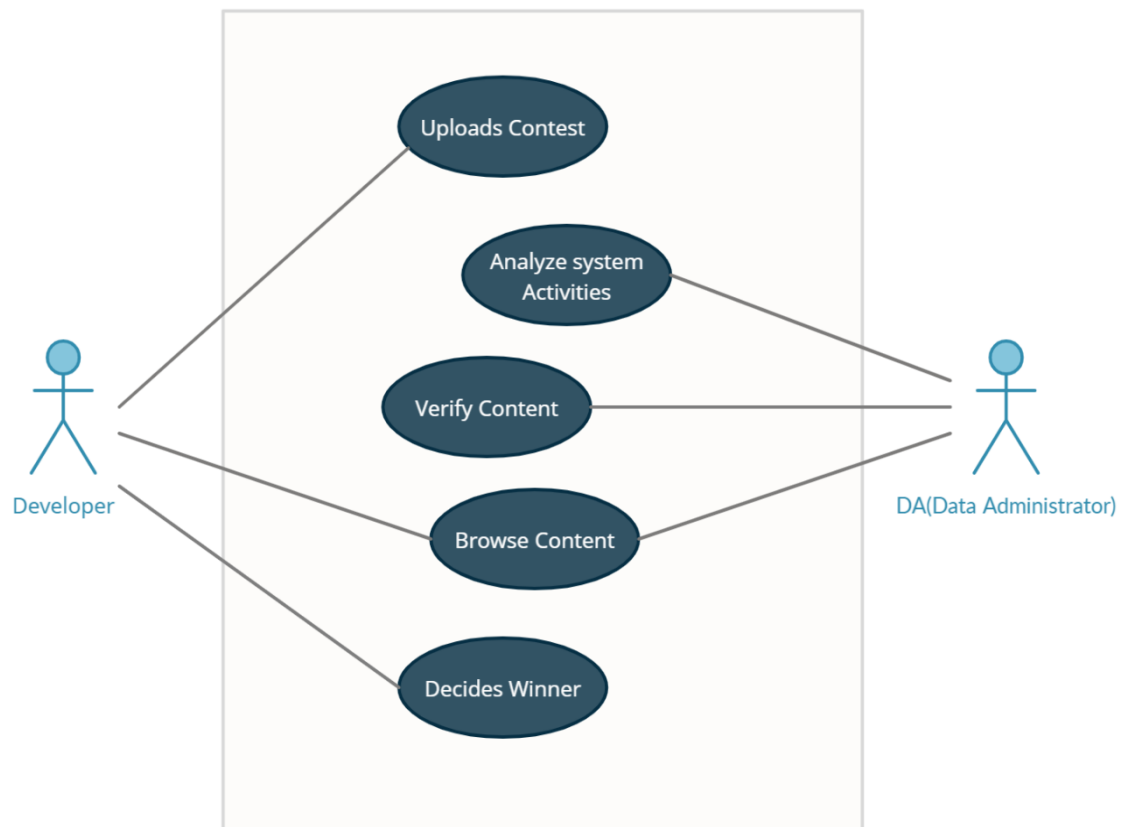 Uploads Contest
Analyze system
Activities
Verify Content
Browse Content
Decides Winner
Developer
DA(Data Administrator)